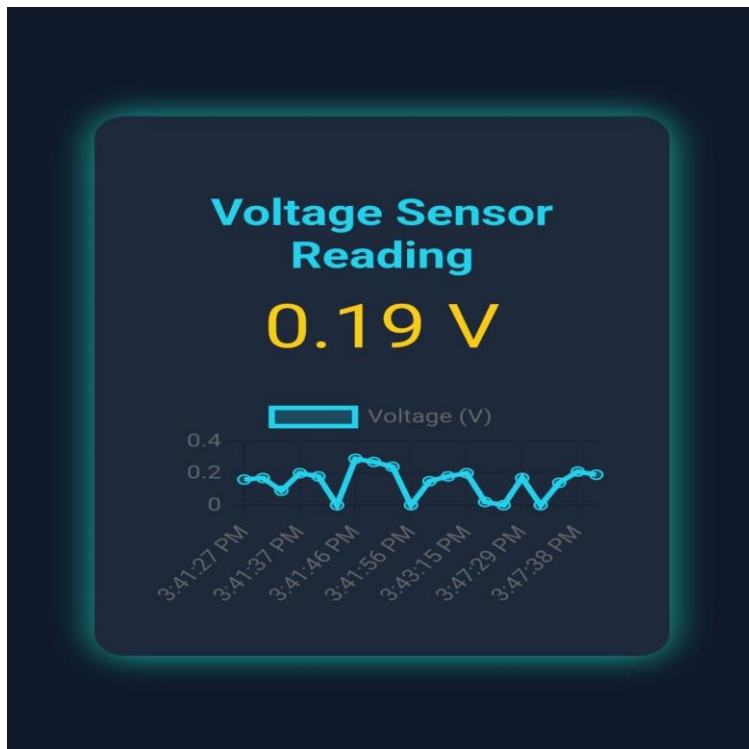 Voltage Sensor
Reading
0.19 V
Voltage (V)
0.4
0.2
0
3:41:27 PM
3:41:37 PM
3:41:46 PM
3:41:56 PM
3:43:15 PM
3:47:29 PM
3:47:38 PM